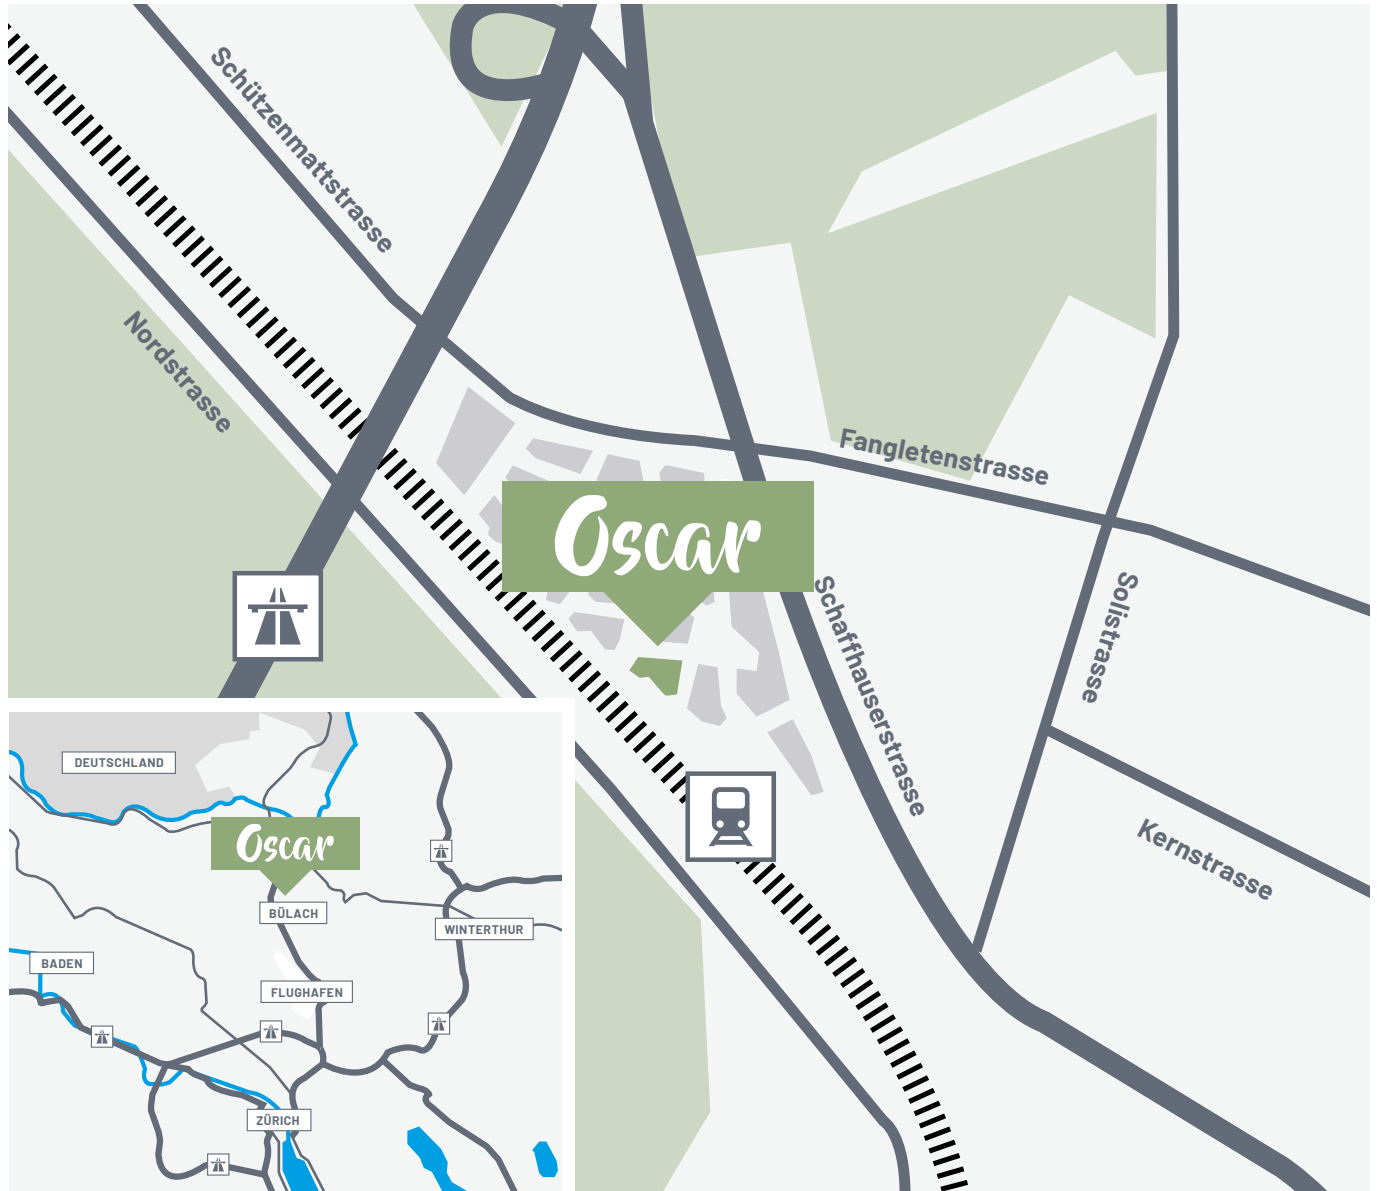 Schützenmattstrasse
Nordstrasse
Fangletenstrasse
Oscar
Schaffhauserstrasse
Solistrasse
Kernstrasse
DEUTSCHLAND
Oscar
BÜLACH
WINTERTHUR
BADEN
FLUGHAFEN
ZÜRICH